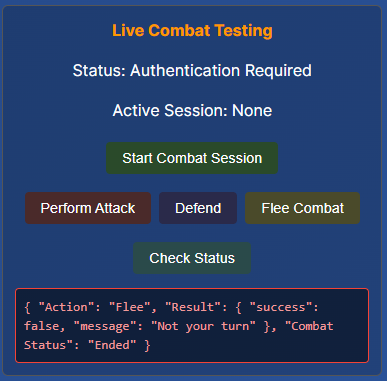 Live Combat Testing
Status: Authentication Required
Active Session: None
Start Combat Session
Perform Attack Defend Flee Combat
Check Status
{ "Action": "Flee", "Result": { "success":
false, "message": "Not your turn" }, "Combat
Status": "Ended" }